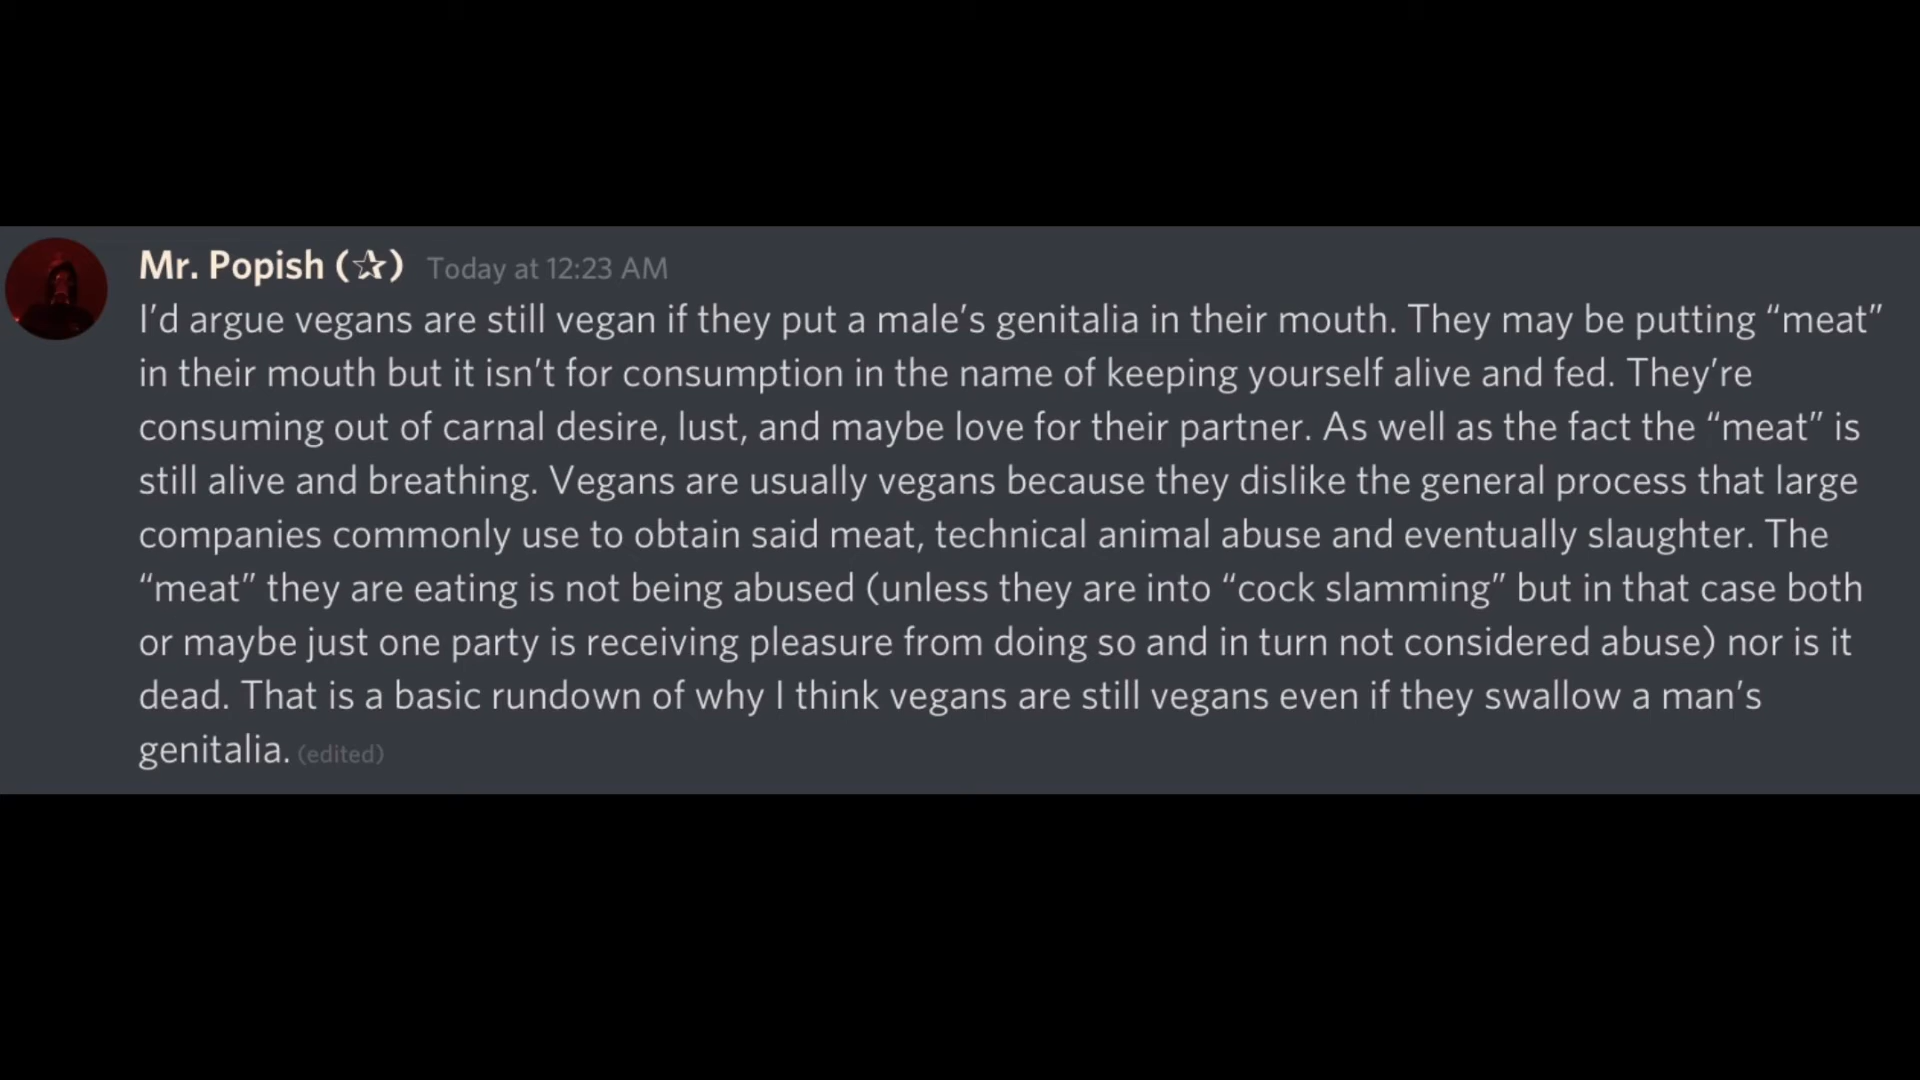 Mr. Popish (☆) Today at 12:23 AM
I’d argue vegans are still vegan if they put a male’s genitalia in their mouth. They may be putting “meat”
in their mouth but it isn’t for consumption in the name of keeping yourself alive and fed. They’re
consuming out of carnal desire, lust, and maybe love for their partner. As well as the fact the “meat” is
still alive and breathing. Vegans are usually vegans because they dislike the general process that large
companies commonly use to obtain said meat, technical animal abuse and eventually slaughter. The
“meat” they are eating is not being abused (unless they are into “cock slamming” but in that case both
or maybe just one party is receiving pleasure from doing so and in turn not considered abuse) nor is it
dead. That is a basic rundown of why I think vegans are still vegans even if they swallow a man’s
genitalia. (edited)